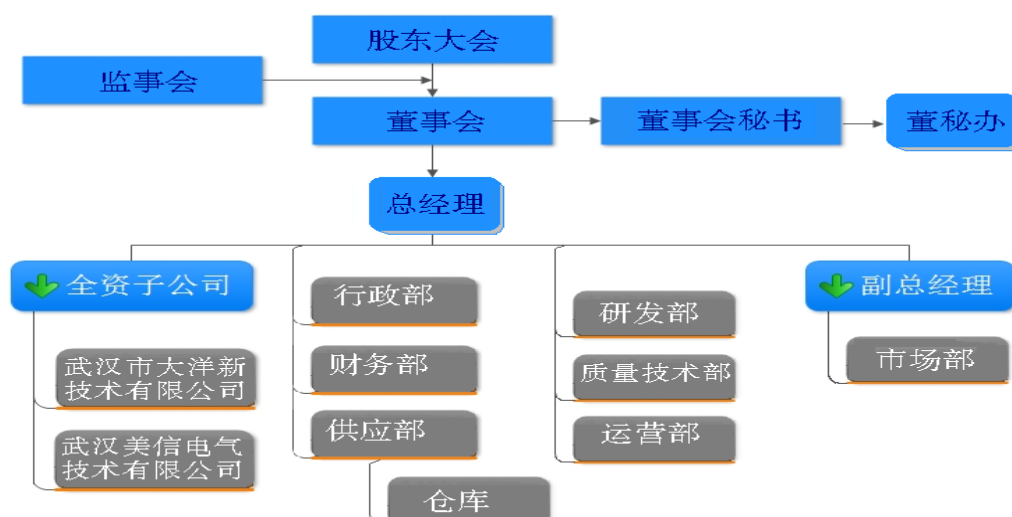 股东大会
监事会
董事会
董事会秘书
董秘办
总经理
全资子公司
副总经理
行政部
研发部
市场部
武汉市大洋新
技术有限公司
财务部
质量技术部
武汉美信电气
技术有限公司
供应部
运营部
仓库